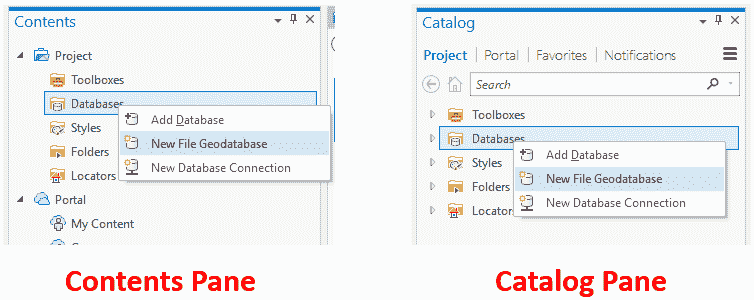 Contents
Project
Toolboxes
Databases
Add Database
New File Geodatabase
New Database Connection
Styles
Folders
Locators
Portal
My Content
Contents Pane
Catalog
Project Portal Favorites Notifications
Search
Toolboxes
Databases
Add Database
New File Geodatabase
New Database Connection
Styles
Folders
Locators
Catalog Pane